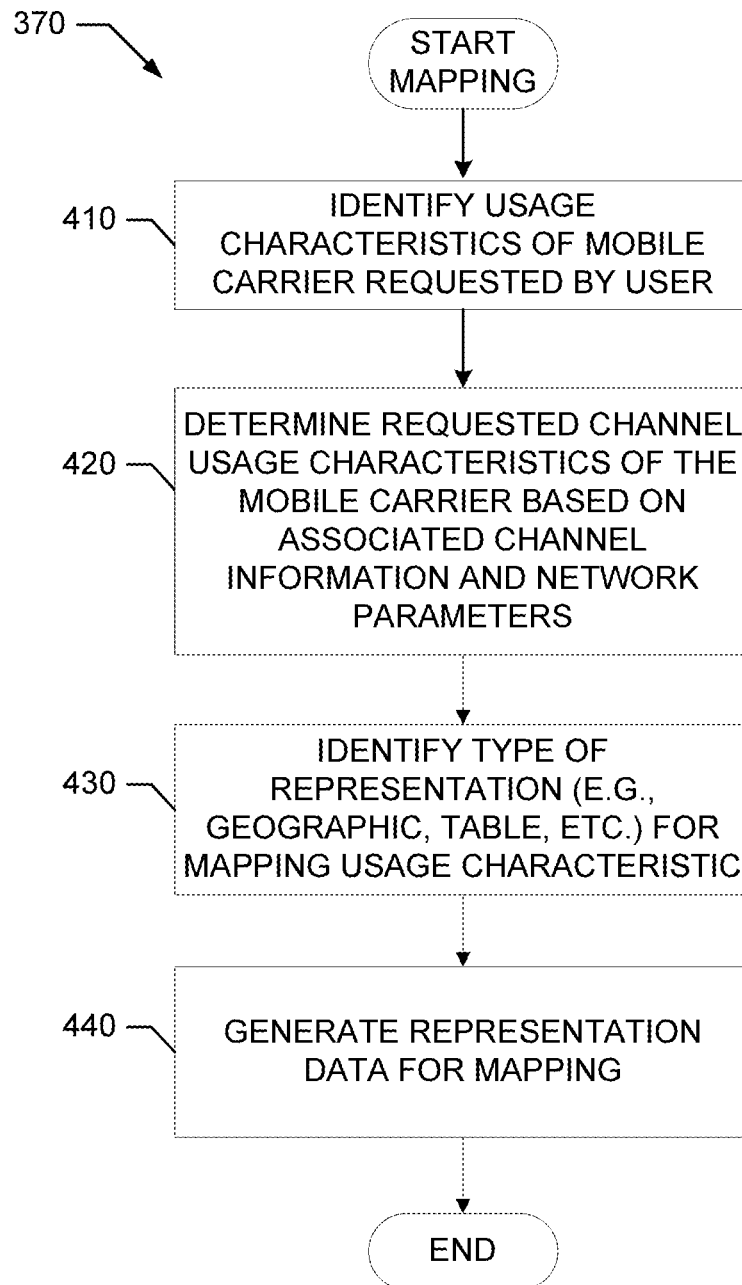 370
START
MAPPING
410
IDENTIFY USAGE
CHARACTERISTICS OF MOBILE
CARRIER REQUESTED BY USER
420
DETERMINE REQUESTED CHANNEL
USAGE CHARACTERISTICS OF THE
MOBILE CARRIER BASED ON
ASSOCIATED CHANNEL
INFORMATION AND NETWORK
PARAMETERS
430
IDENTIFY TYPE OF
REPRESENTATION (E.G.,
GEOGRAPHIC, TABLE, ETC.) FOR
MAPPING USAGE CHARACTERISTIC
440
GENERATE REPRESENTATION
DATA FOR MAPPING
END